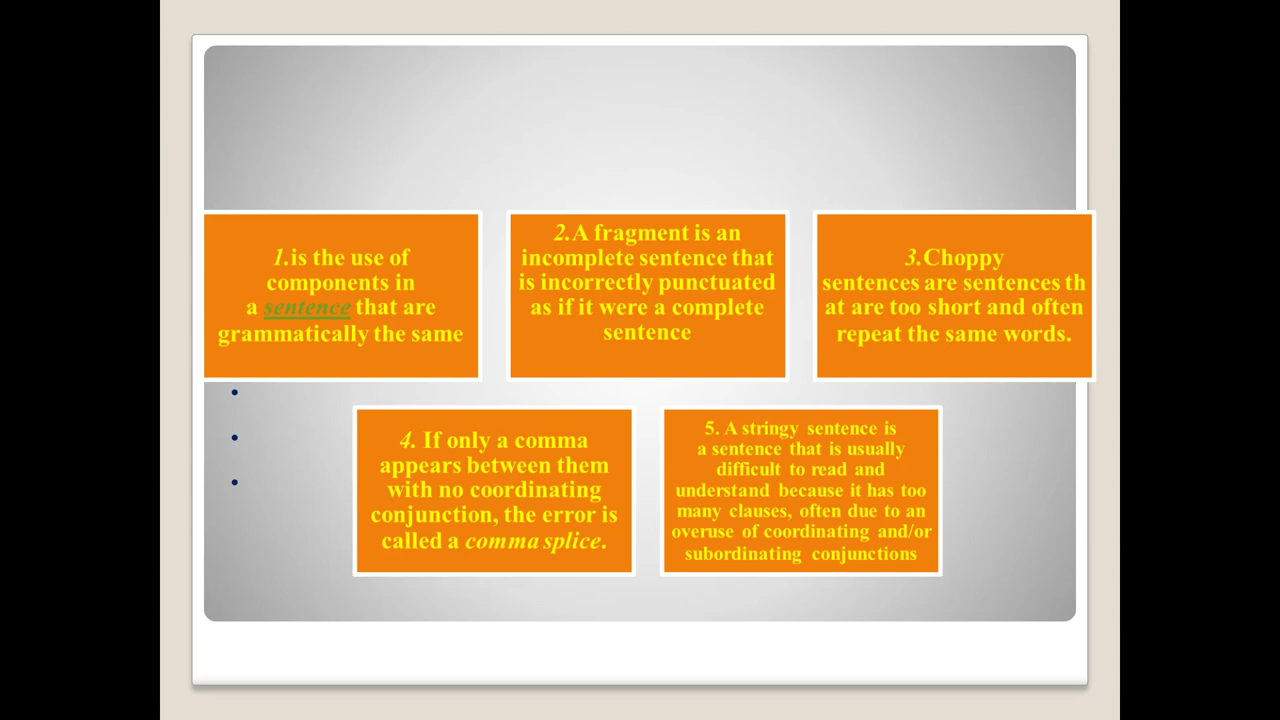 1.is the use of
components in
a sentence that are
grammatically the same
2.A fragment is an
incomplete sentence that
is incorrectly punctuated
as if it were a complete
sentence
3.Choppy
sentences are sentences th
at are too short and often
repeat the same words.
4. If only a comma
appears between them
with no coordinating
conjunction, the error is
called a comma splice.
5. A stringy sentence is
a sentence that is usually
difficult to read and
understand because it has too
many clauses, often due to an
overuse of coordinating and/or
subordinating conjunctions